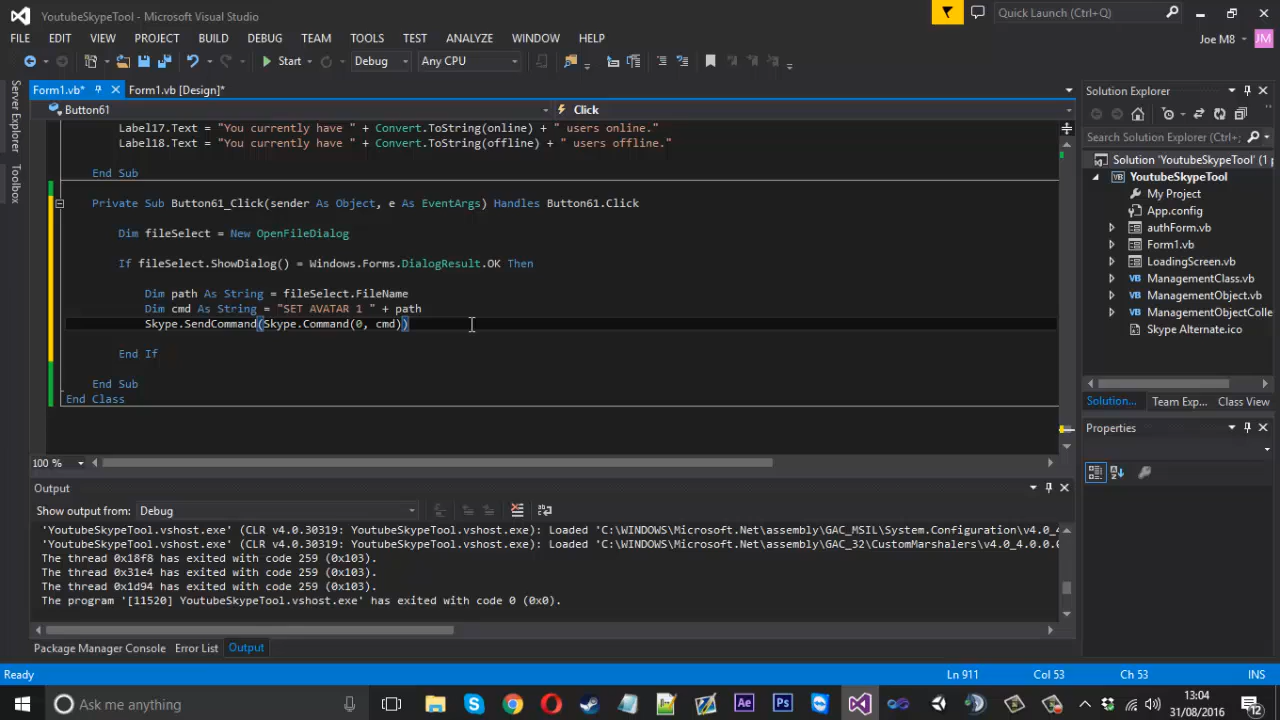 YoutubeSkypeTool - Microsoft Visual Studio
Quick Launch (Ctrl+Q)
FILE EDIT VIEW PROJECT BUILD DEBUG TEAM TOOLS TEST ANALYZE WINDOW HELP
Joe M8 JM
Start Debug Any CPU
Server Explorer
Toolbox
Form1.vb* Form1.vb [Design]*
Button61 Click
Label17.Text = "You currently have " + Convert.ToString(online) + " users online."
Label18.Text = "You currently have " + Convert.ToString(offline) + " users offline."
End Sub
Private Sub Button61_Click(sender As Object, e As EventArgs) Handles Button61.Click
Dim fileSelect = New OpenFileDialog
If fileSelect.ShowDialog() = Windows.Forms.DialogResult.OK Then
Dim path As String = fileSelect.FileName
Dim cmd As String = "SET AVATAR 1 " + path
Skype.SendCommand(Skype.Command(0, cmd))
End If
End Sub
End Class
100 %
Solution Explorer
Search Solution Explorer (Ctrl+;)
Solution 'YoutubeSkypeTool' (1 p
YoutubeSkypeTool
My Project
App.config
authForm.vb
Form1.vb
LoadingScreen.vb
ManagementClass.vb
ManagementObject.vb
ManagementObjectColle
Skype Alternate.ico
Solution... Team Exp... Class View
Properties
Output
Show output from: Debug
'YoutubeSkypeTool.vshost.exe' (CLR v4.0.30319: YoutubeSkypeTool.vshost.exe): Loaded 'C:\WINDOWS\Microsoft.Net\assembly\GAC_MSIL\System.Configuration\v4.0_4
'YoutubeSkypeTool.vshost.exe' (CLR v4.0.30319: YoutubeSkypeTool.vshost.exe): Loaded 'C:\WINDOWS\Microsoft.Net\assembly\GAC_32\CustomMarshalers\v4.0_4.0.0.0
The thread 0x18f8 has exited with code 259 (0x103).
The thread 0x31e4 has exited with code 259 (0x103).
The thread 0x1d94 has exited with code 259 (0x103).
The program '[11520] YoutubeSkypeTool.vshost.exe' has exited with code 0 (0x0).
Package Manager Console Error List Output
Ready Ln 911 Col 53 Ch 53 INS
Ask me anything
Ae Ps
13:04
31/08/2016
12